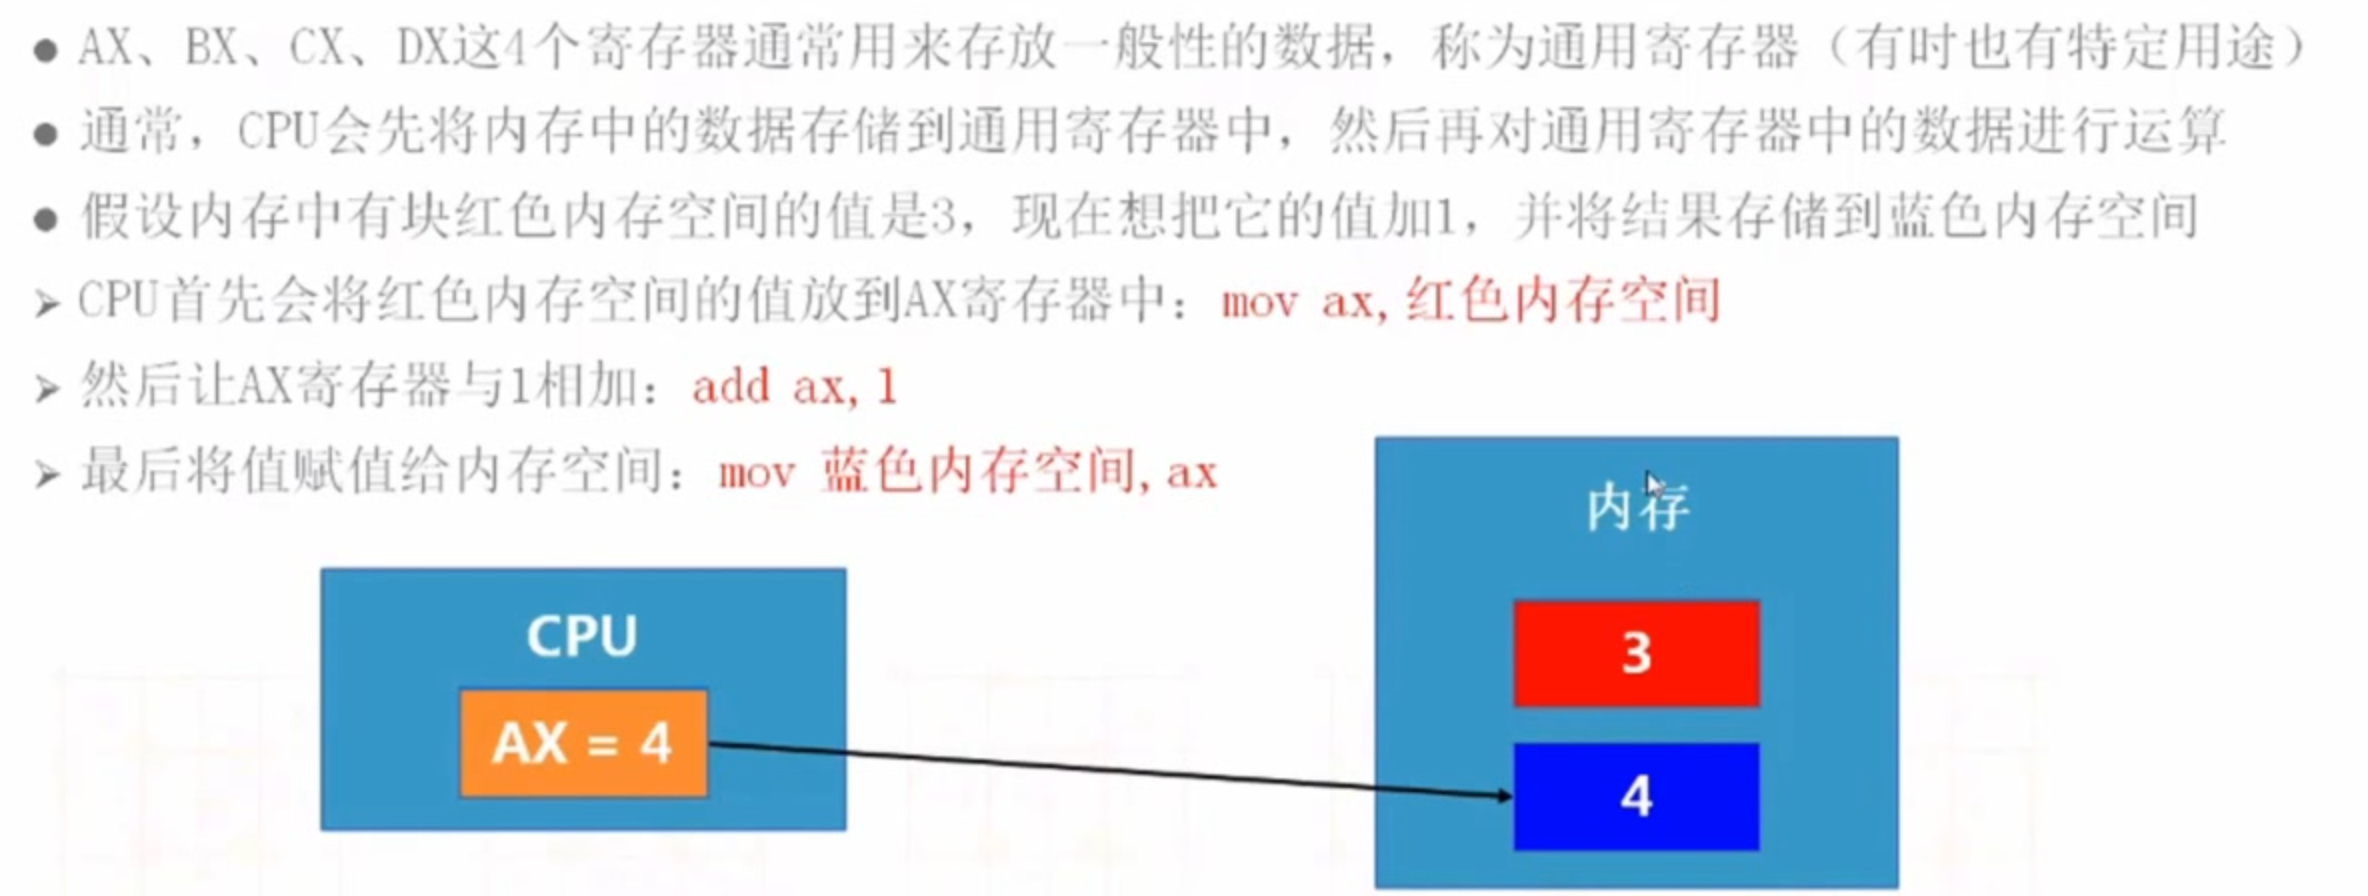 ● AX、BX、CX、DX这4个寄存器通常用来存放一般性的数据，称为通用寄存器（有时也有特定用途）
● 通常，CPU会先将内存中的数据存储到通用寄存器中，然后再对通用寄存器中的数据进行运算
● 假设内存中有块红色内存空间的值是3，现在想把它的值加1，并将结果存储到蓝色内存空间
➢ CPU首先会将红色内存空间的值放到AX寄存器中：mov ax,红色内存空间
➢ 然后让AX寄存器与1相加：add ax,1
➢ 最后将值赋值给内存空间：mov 蓝色内存空间,ax
内存
CPU
3
AX = 4
4